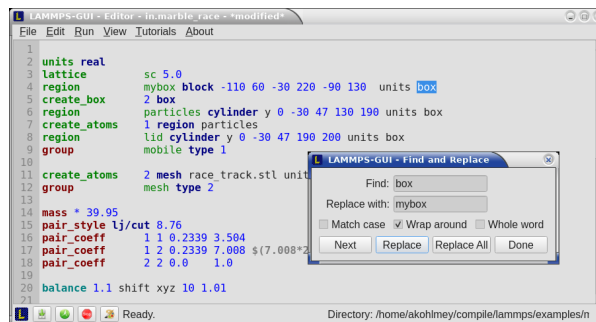 LAMMPS-GUI - Editor - in.marble_race - *modified*
File Edit Run View Tutorials About
1
2 units real
3 lattice sc 5.0
4 region mybox block -110 60 -30 220 -90 130 units box
5 create_box 2 box
6 region particles cylinder y 0 -30 47 130 190 units box
7 create_atoms 1 region particles
8 region lid cylinder y 0 -30 47 190 200 units box
9 group mobile type 1
10
11 create_atoms 2 mesh race_track.stl unit
12 group mesh type 2
13
14 mass * 39.95
15 pair_style lj/cut 8.76
16 pair_coeff 1 1 0.2339 3.504
17 pair_coeff 1 2 0.2339 7.008 $(7.008*2
18 pair_coeff 2 2 0.0 1.0
19
20 balance 1.1 shift xyz 10 1.01
21
LAMMPS-GUI - Find and Replace
Find: box
Replace with: mybox
Match case Wrap around Whole word
Next Replace Replace All Done
Ready. Directory: /home/akohlmey/compile/lammps/examples/m